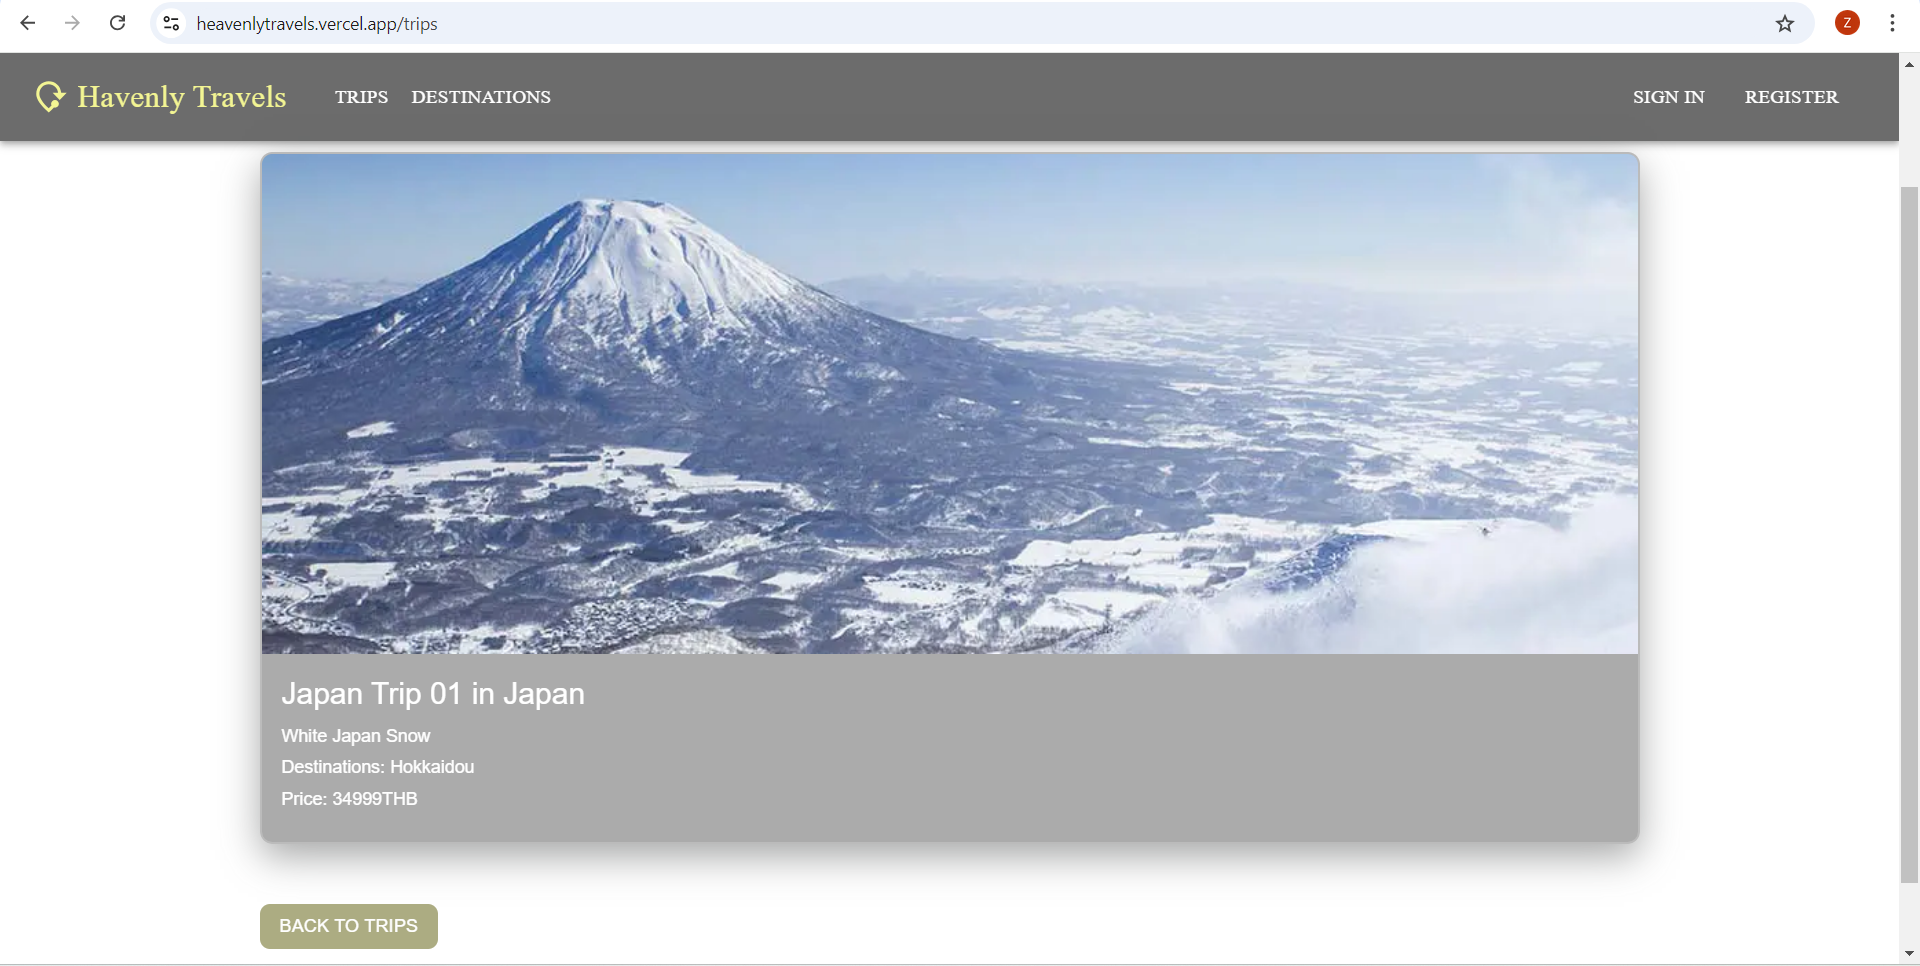 heavenlytravels.vercel.app/trips
Z
Havenly Travels
TRIPS
DESTINATIONS
SIGN IN
REGISTER
Japan Trip 01 in Japan
White Japan Snow
Destinations: Hokkaidou
Price: 34999THB
BACK TO TRIPS